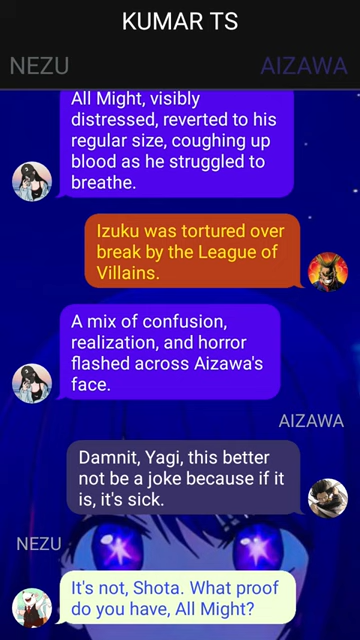 KUMAR TS
NEZU
AIZAWA
All Might, visibly
distressed, reverted to his
regular size, coughing up
blood as he struggled to
breathe.
Izuku was tortured over
break by the League of
Villains.
A mix of confusion,
realization, and horror
flashed across Aizawa's
face.
AIZAWA
Damnit, Yagi, this better
not be a joke because if it
is, it's sick.
NEZU
It's not, Shota. What proof
do you have, All Might?